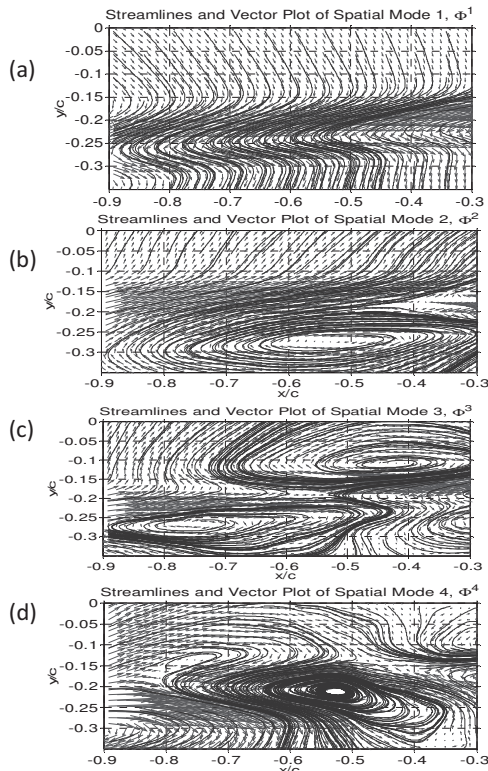 Streamlines and Vector Plot of Spatial Mode 1, Φ¹
(a)
0
-0.05
-0.1
-0.15
-0.2
-0.25
-0.3
y/c
-0.9 -0.8 -0.7 -0.6 -0.5 -0.4 -0.3
Streamlines and Vector Plot of Spatial Mode 2, Φ²
(b)
0
-0.05
-0.1
-0.15
-0.2
-0.25
-0.3
y/c
-0.9 -0.8 -0.7 -0.6 -0.5 -0.4 -0.3
x/c
Streamlines and Vector Plot of Spatial Mode 3, Φ³
(c)
0
-0.05
-0.1
-0.15
-0.2
-0.25
-0.3
y/c
-0.9 -0.8 -0.7 -0.6 -0.5 -0.4 -0.3
x/c
Streamlines and Vector Plot of Spatial Mode 4, Φ⁴
(d)
0
-0.05
-0.1
-0.15
-0.2
-0.25
-0.3
y/c
-0.9 -0.8 -0.7 -0.6 -0.5 -0.4 -0.3
x/c